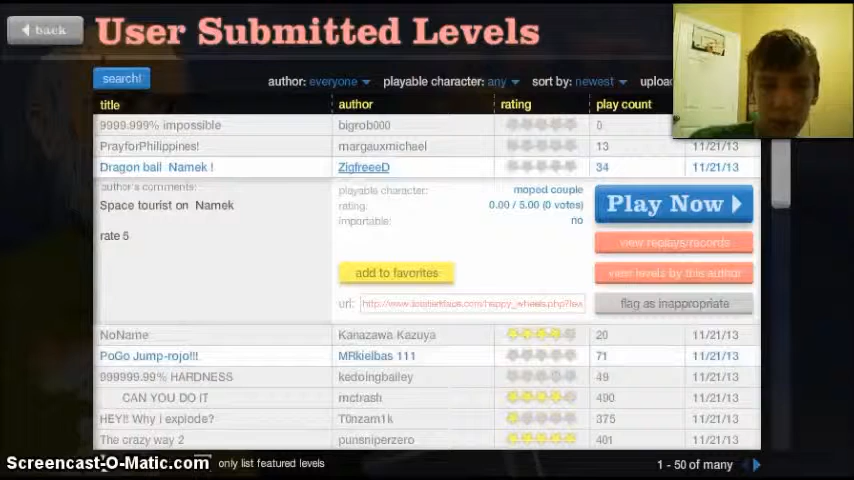 back
User Submitted Levels
search!
author: everyone playable character: any sort by: newest uploa
title author rating play count
9999.999% impossible bigrob000 0
PrayforPhilippines! margauxmichael 13 11/21/13
Dragon ball Namek ! ZigfreeeD 34 11/21/13
author's comments:
Space tourist on Namek
rate 5
playable character: moped couple
rating: 0.00 / 5.00 (0 votes)
importable: no
Play Now
view replays/records
add to favorites
view levels by this author
url:
flag as inappropriate
NoName Kanazawa Kazuya 20 11/21/13
PoGo Jump-rojo!!! MRkielbas 111 71 11/21/13
999999.99% HARDNESS kedoingbailey 49 11/21/13
CAN YOU DO IT mctrash 490 11/21/13
HEY!! Why i explode? T0nzam1k 375 11/21/13
The crazy way 2 punsniperzero 401 11/21/13
Screencast-O-Matic.com
only list featured levels
1 - 50 of many